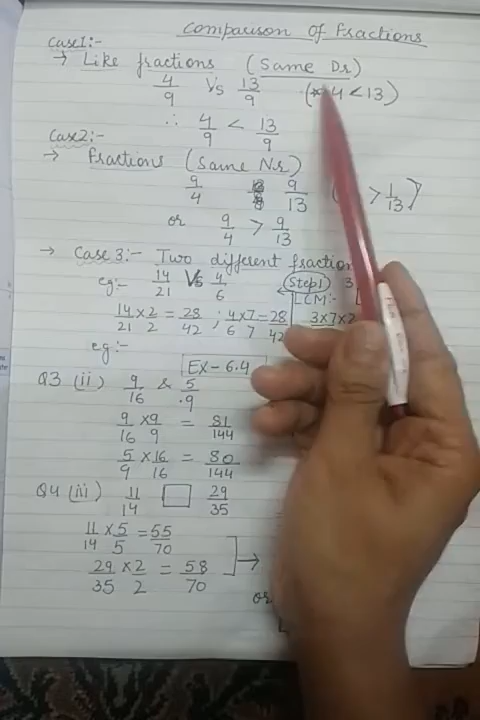 Comparison of Fractions
Case1:-
→ Like fractions (Same Dr)
4/9 Vs 13/9 (∵ 4 < 13)
∴ 4/9 < 13/9
Case2:-
→ Fractions (Same Nr)
9/4 9/13 > 1/13)
or 9/4 > 9/13
→ Case 3:- Two different fraction
eg:- 14/21 Vs 4/6 Step1 3
LCM:-
14/21 × 2/2 = 28/42 ; 4/6 × 7/7 = 28/42 3×7×2
eg:-
EX-6.4
Q3 (ii) 9/16 & 5/9
9/16 × 9/9 = 81/144
5/9 × 16/16 = 80/144
Q4 (iii) 11/14 □ 29/35
11/14 × 5/5 = 55/70
29/35 × 2/2 = 58/70 →
or